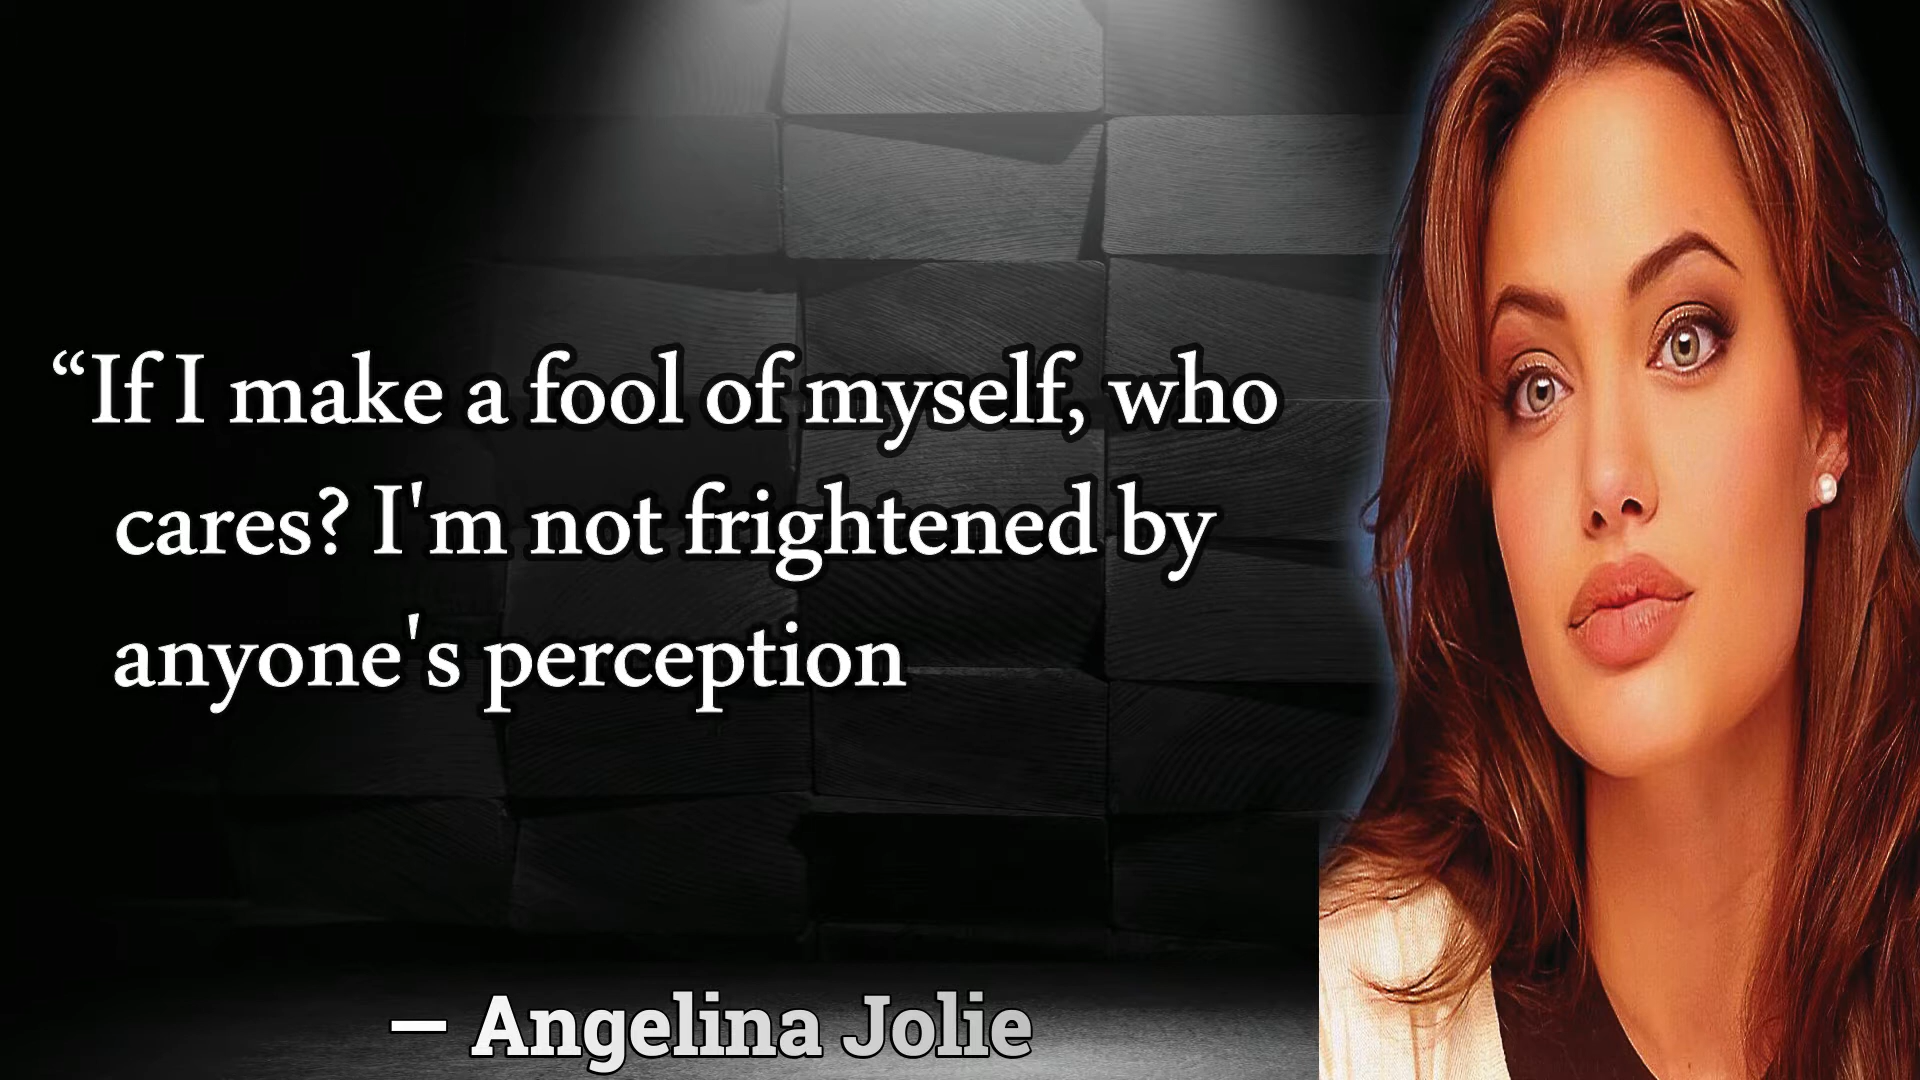 “If I make a fool of myself, who
cares? I'm not frightened by
anyone's perception
— Angelina Jolie